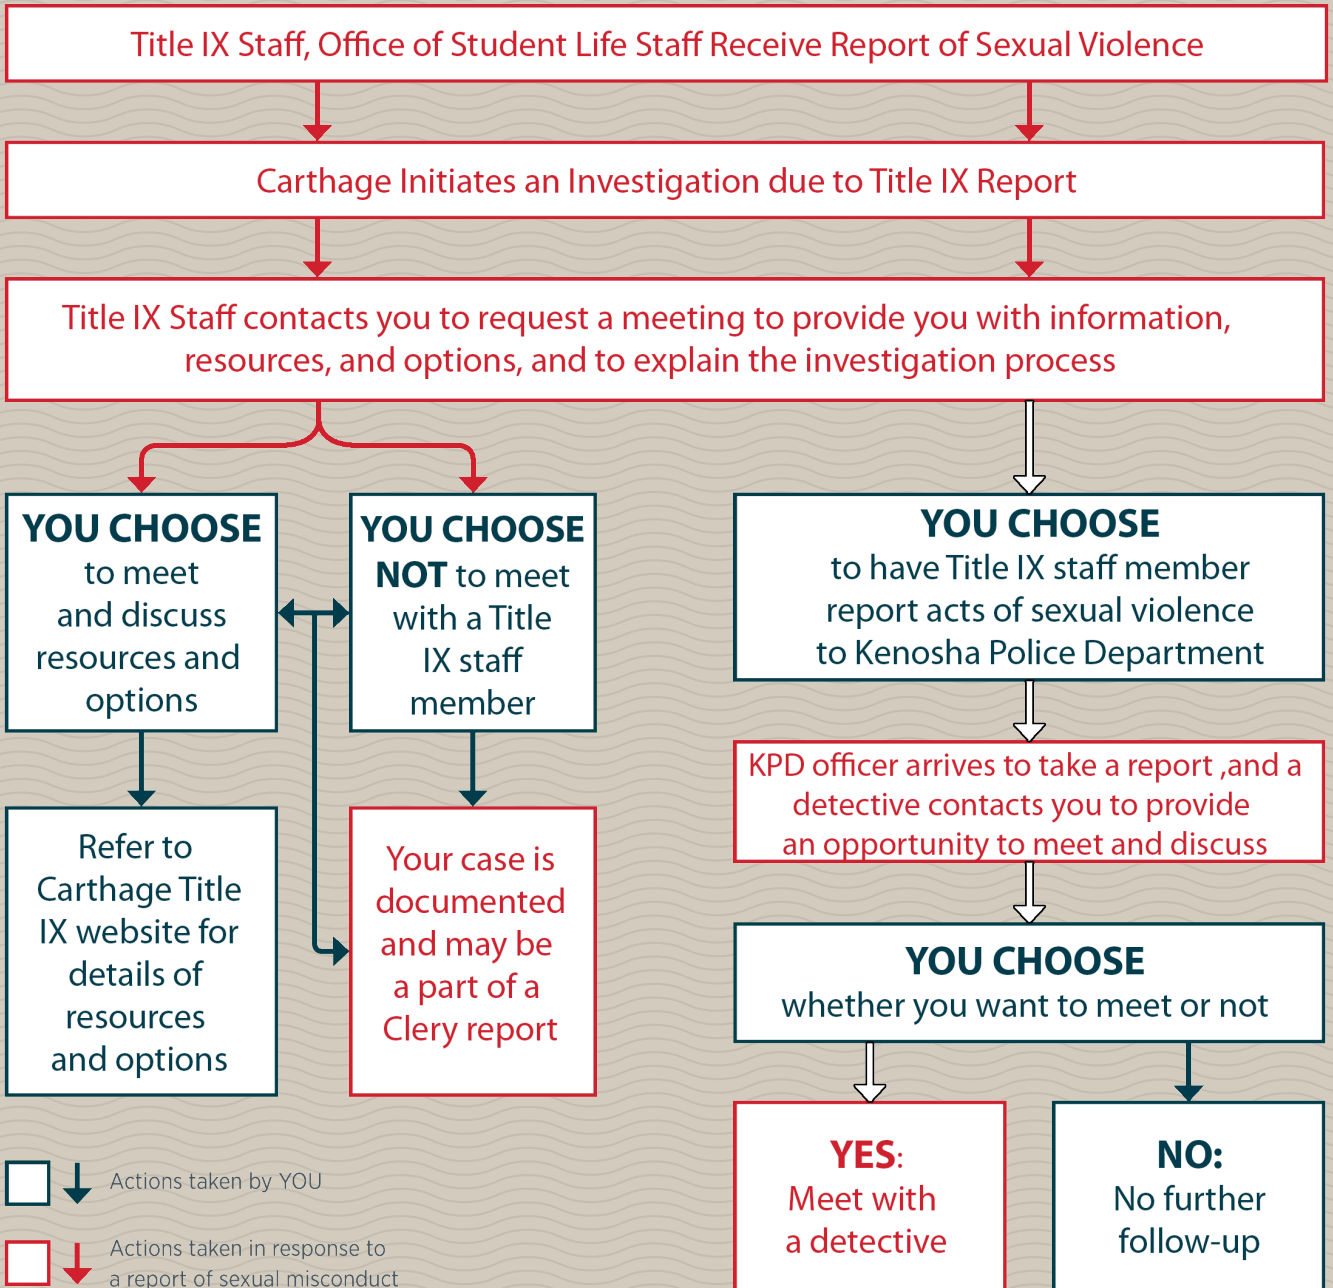 Title IX Staff, Office of Student Life Staff Receive Report of Sexual Violence
Carthage Initiates an Investigation due to Title IX Report
Title IX Staff contacts you to request a meeting to provide you with information,
resources, and options, and to explain the investigation process
YOU CHOOSE
to meet
and discuss
resources and
options
YOU CHOOSE
NOT to meet
with a Title
IX staff
member
YOU CHOOSE
to have Title IX staff member
report acts of sexual violence
to Kenosha Police Department
KPD officer arrives to take a report ,and a
detective contacts you to provide
an opportunity to meet and discuss
Refer to
Carthage Title
IX website for
details of
resources
and options
Your case is
documented
and may be
a part of a
Clery report
YOU CHOOSE
whether you want to meet or not
YES:
Meet with
a detective
NO:
No further
follow-up
Actions taken by YOU
Actions taken in response to
a report of sexual misconduct